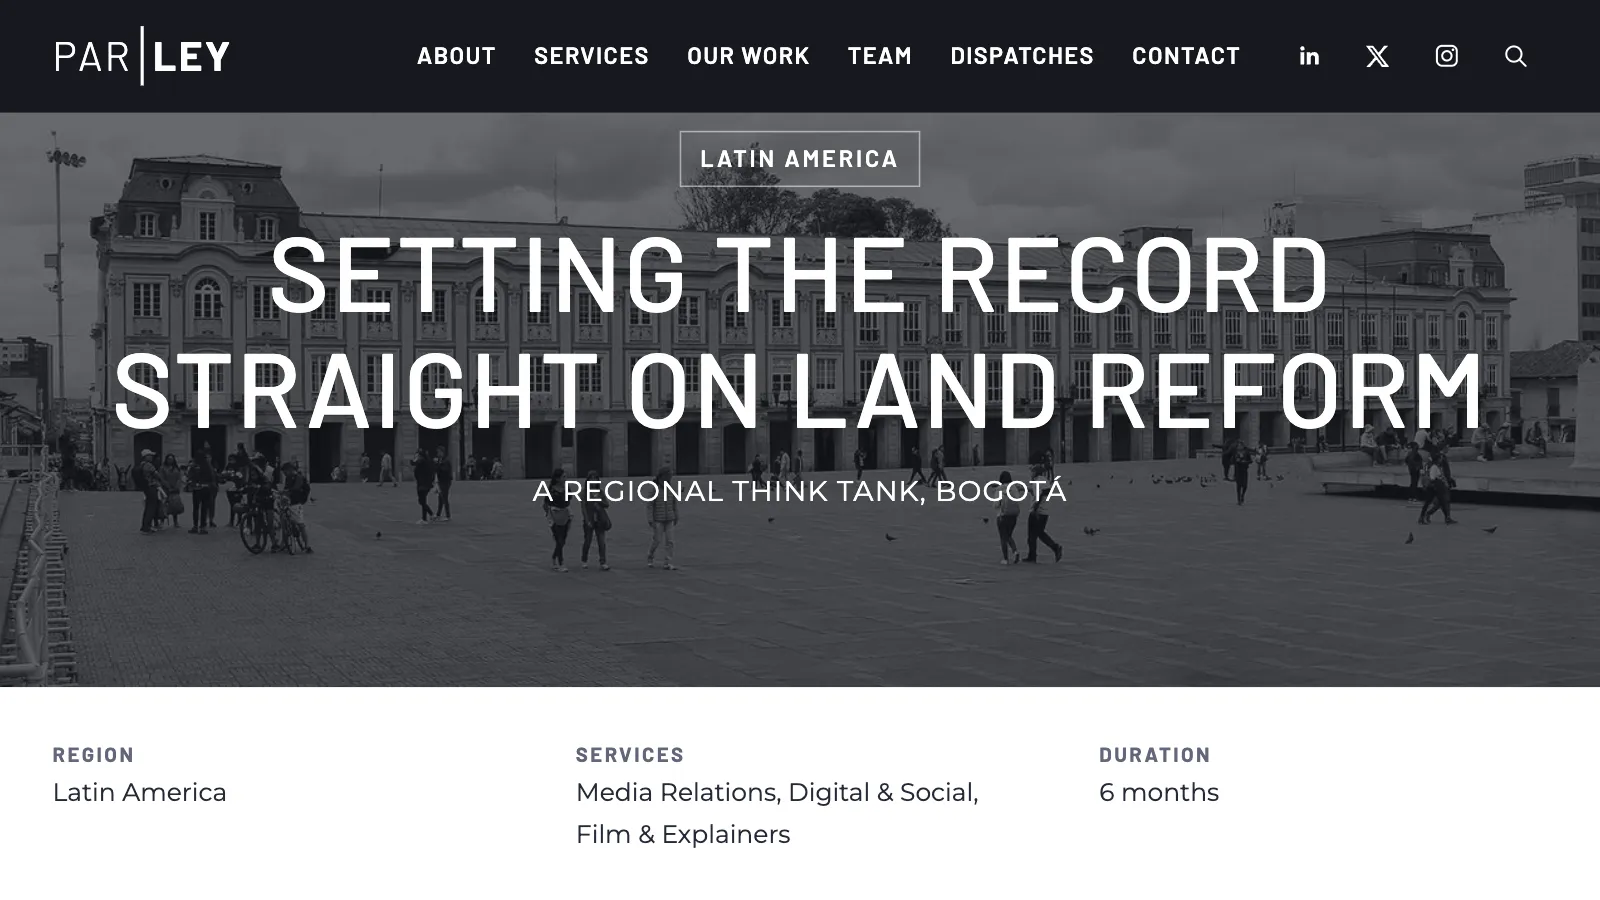 PAR|LEY
ABOUT SERVICES OUR WORK TEAM DISPATCHES CONTACT
LATIN AMERICA
SETTING THE RECORD
STRAIGHT ON LAND REFORM
A REGIONAL THINK TANK, BOGOTÁ
REGION
Latin America
SERVICES
Media Relations, Digital & Social,
Film & Explainers
DURATION
6 months